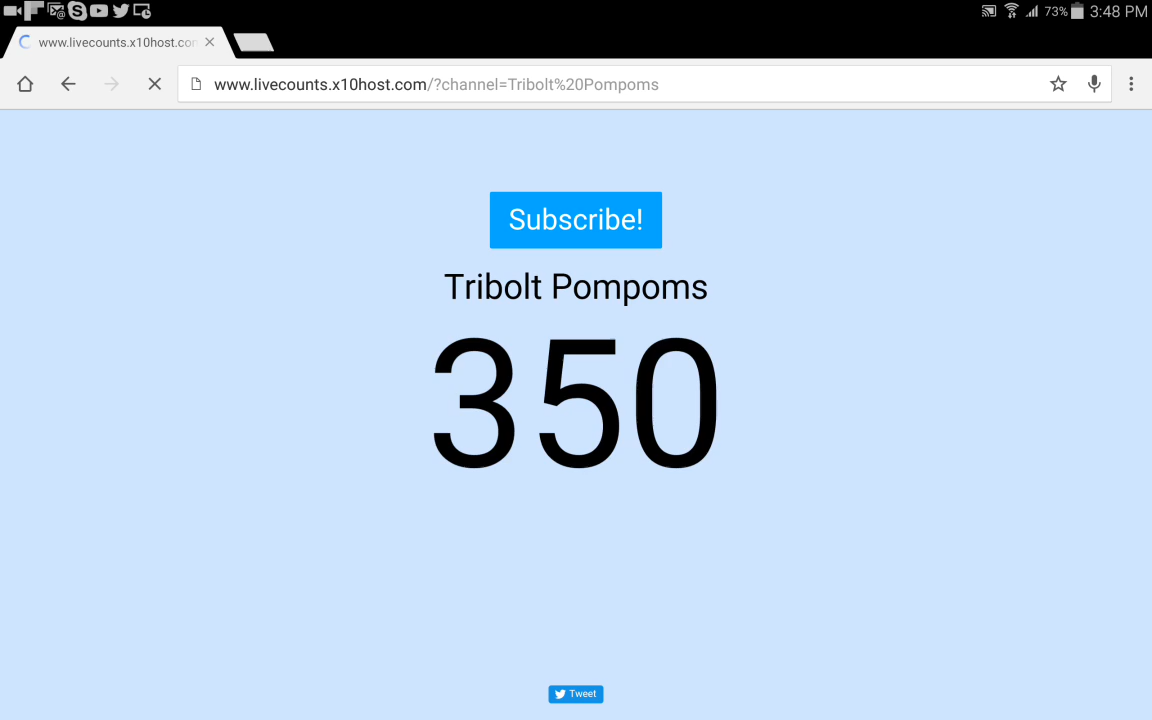 73% 3:48 PM
www.livecounts.x10host.con
www.livecounts.x10host.com/?channel=Tribolt%20Pompoms
Subscribe!
Tribolt Pompoms
350
Tweet